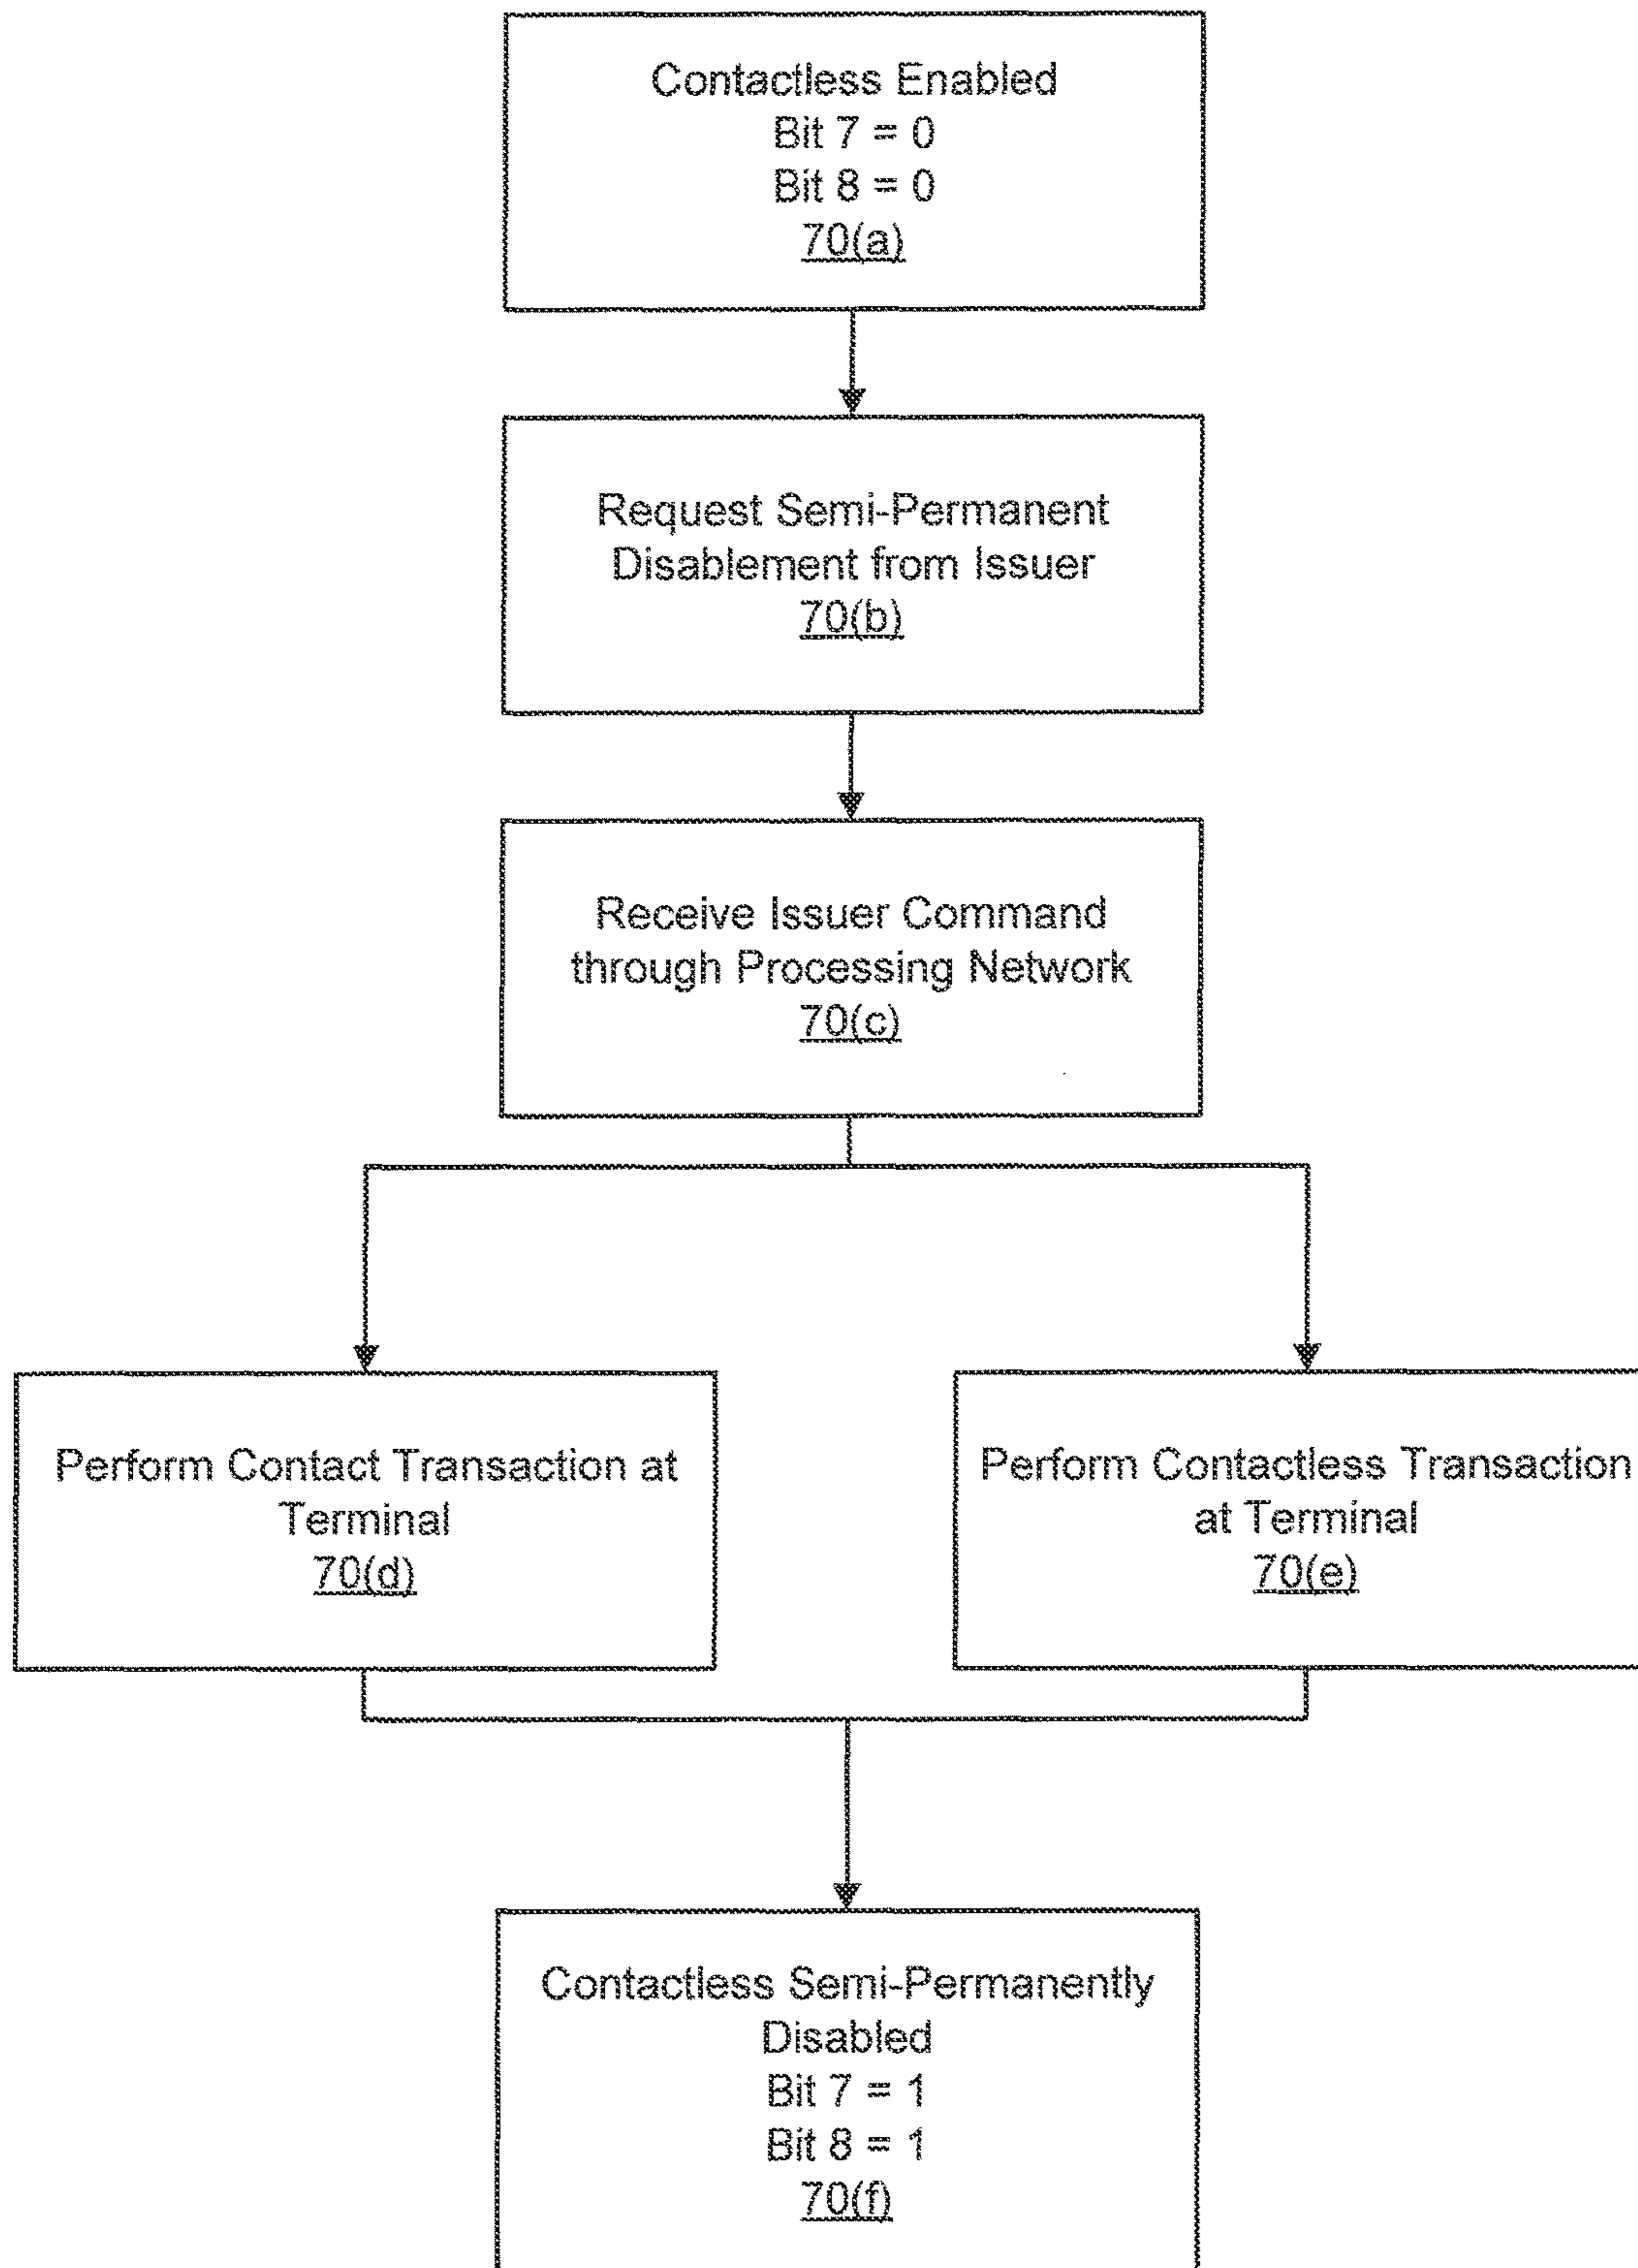 Contactless Enabled
Bit 7 = 0
Bit 8 = 0
70(a)
Request Semi-Permanent
Disablement from Issuer
70(b)
Receive Issuer Command
through Processing Network
70(c)
Perform Contact Transaction at
Terminal
70(d)
Perform Contactless Transaction
at Terminal
70(e)
Contactless Semi-Permanently
Disabled
Bit 7 = 1
Bit 8 = 1
70(f)